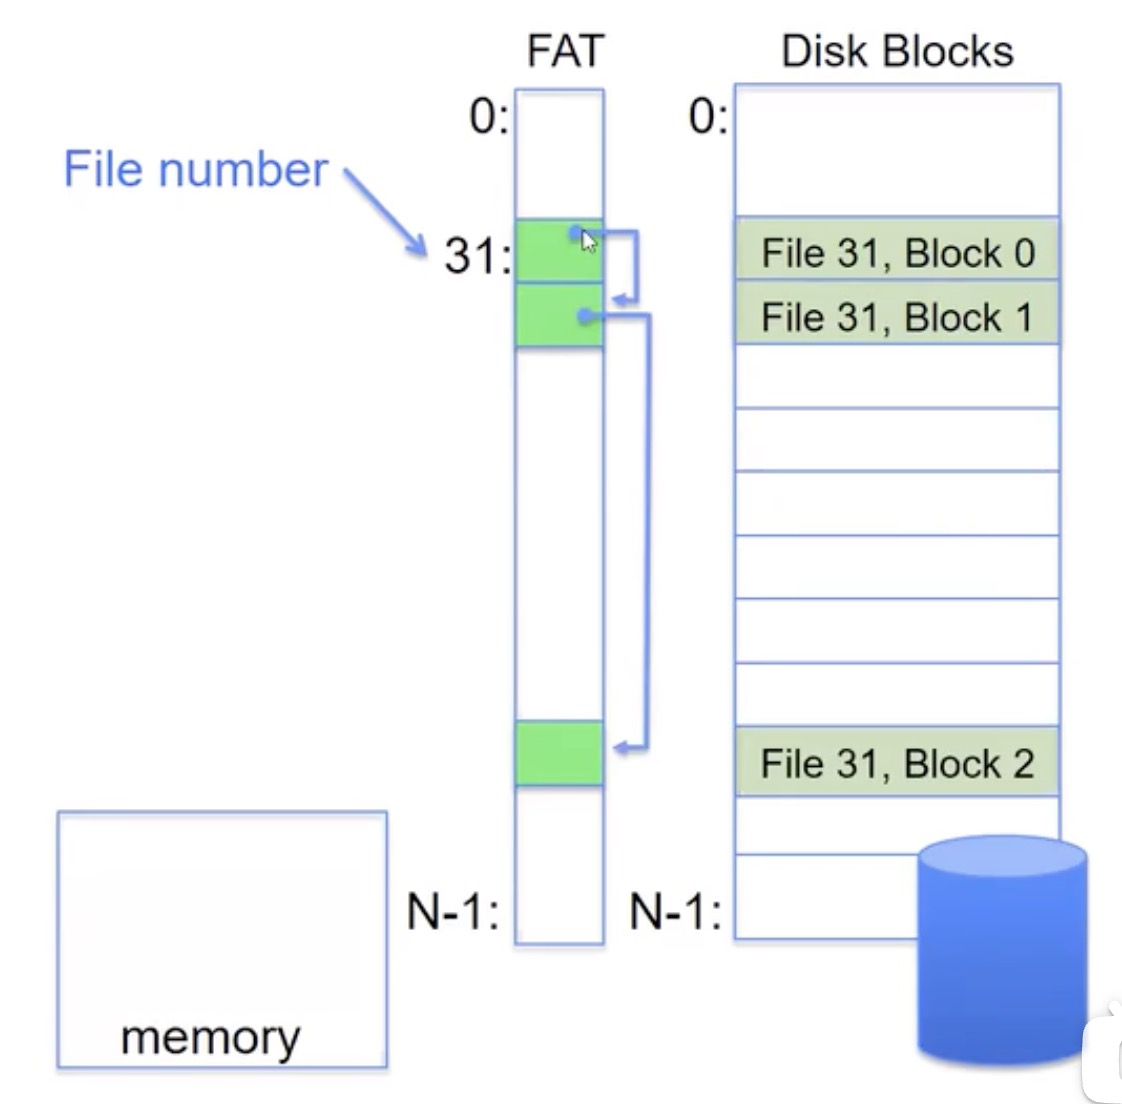 FAT
Disk Blocks
0:
0:
File number
31:
File 31, Block 0
File 31, Block 1
File 31, Block 2
N-1:
N-1:
memory